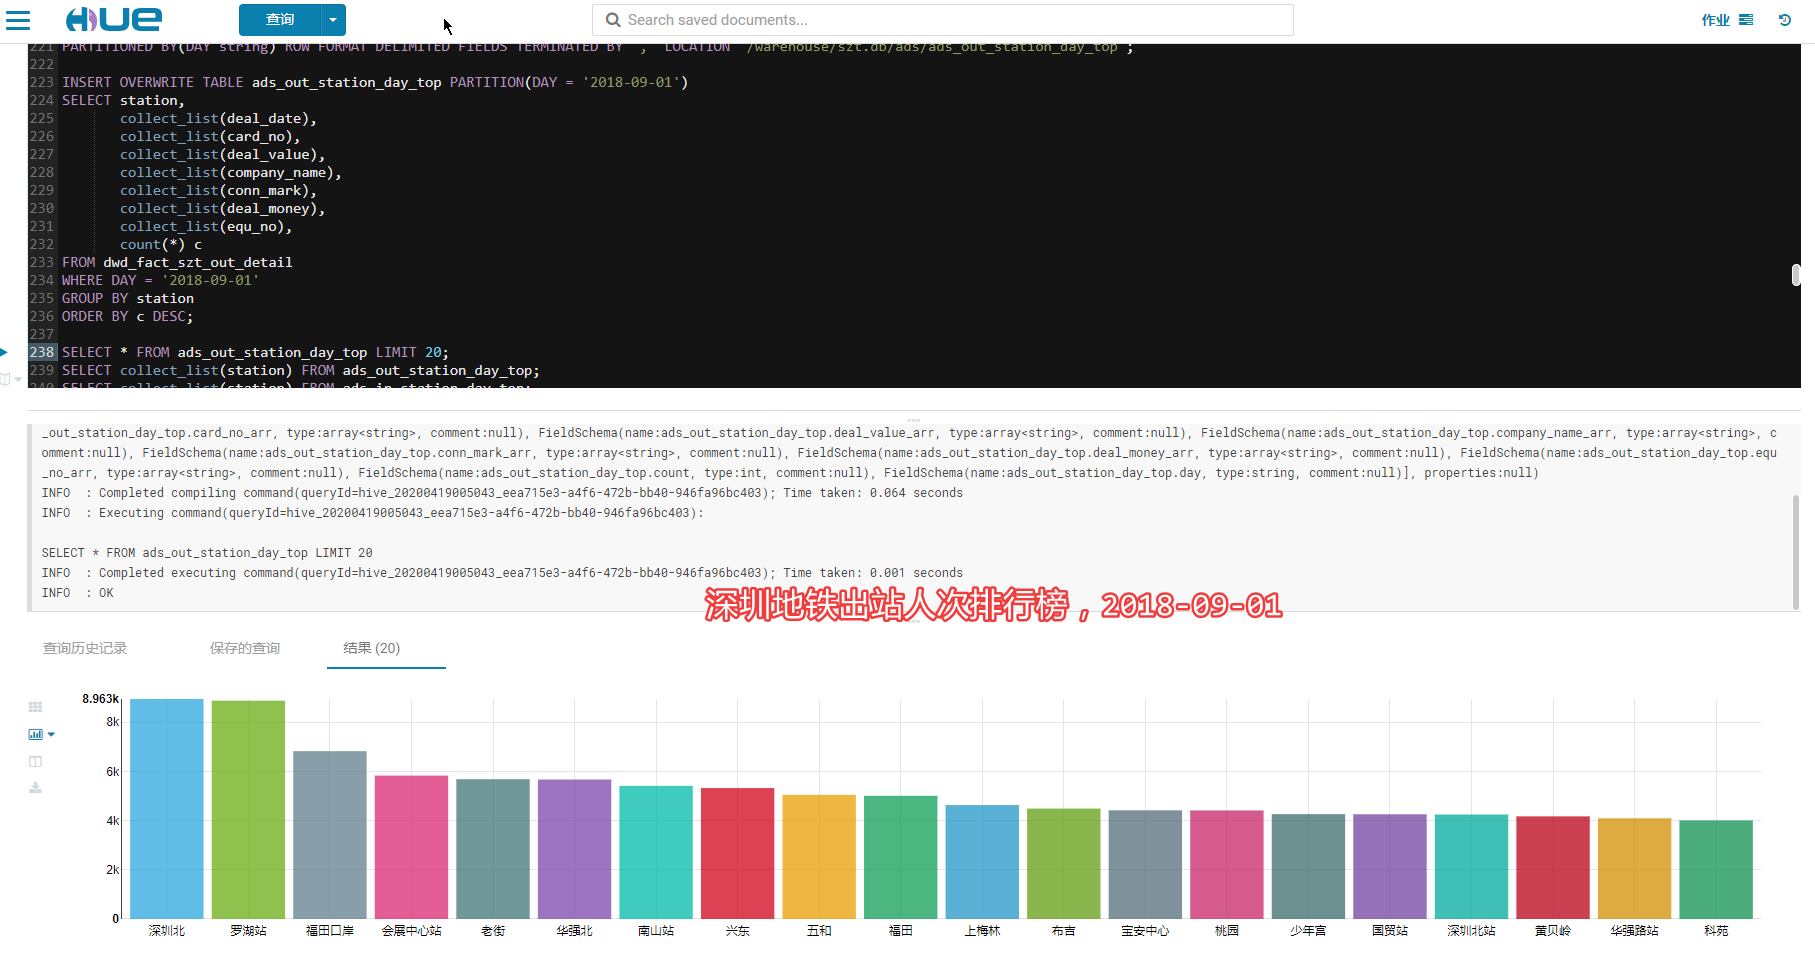 HUE
查询
Search saved documents...
作业
221 PARTITIONED BY(DAY string) ROW FORMAT DELIMITED FIELDS TERMINATED BY ',' LOCATION '/warehouse/szt.db/ads/ads_out_station_day_top';
222
223 INSERT OVERWRITE TABLE ads_out_station_day_top PARTITION(DAY = '2018-09-01')
224 SELECT station,
225 collect_list(deal_date),
226 collect_list(card_no),
227 collect_list(deal_value),
228 collect_list(company_name),
229 collect_list(conn_mark),
230 collect_list(deal_money),
231 collect_list(equ_no),
232 count(*) c
233 FROM dwd_fact_szt_out_detail
234 WHERE DAY = '2018-09-01'
235 GROUP BY station
236 ORDER BY c DESC;
237
238 SELECT * FROM ads_out_station_day_top LIMIT 20;
239 SELECT collect_list(station) FROM ads_out_station_day_top;
240 SELECT collect_list(station) FROM ads_in_station_day_top;
_out_station_day_top.card_no_arr, type:array<string>, comment:null), FieldSchema(name:ads_out_station_day_top.deal_value_arr, type:array<string>, comment:null), FieldSchema(name:ads_out_station_day_top.company_name_arr, type:array<string>, c
omment:null), FieldSchema(name:ads_out_station_day_top.conn_mark_arr, type:array<string>, comment:null), FieldSchema(name:ads_out_station_day_top.deal_money_arr, type:array<string>, comment:null), FieldSchema(name:ads_out_station_day_top.equ
_no_arr, type:array<string>, comment:null), FieldSchema(name:ads_out_station_day_top.count, type:int, comment:null), FieldSchema(name:ads_out_station_day_top.day, type:string, comment:null)], properties:null)
INFO : Completed compiling command(queryId=hive_20200419005043_eea715e3-a4f6-472b-bb40-946fa96bc403); Time taken: 0.064 seconds
INFO : Executing command(queryId=hive_20200419005043_eea715e3-a4f6-472b-bb40-946fa96bc403):
SELECT * FROM ads_out_station_day_top LIMIT 20
INFO : Completed executing command(queryId=hive_20200419005043_eea715e3-a4f6-472b-bb40-946fa96bc403); Time taken: 0.001 seconds
INFO : OK
深圳地铁出站人次排行榜，2018-09-01
查询历史记录 保存的查询 结果 (20)
8.963k
8k
6k
4k
2k
0
深圳北 罗湖站 福田口岸 会展中心站 老街 华强北 南山站 兴东 五和 福田 上梅林 布吉 宝安中心 桃园 少年宫 国贸站 深圳北站 黄贝岭 华强路站 科苑